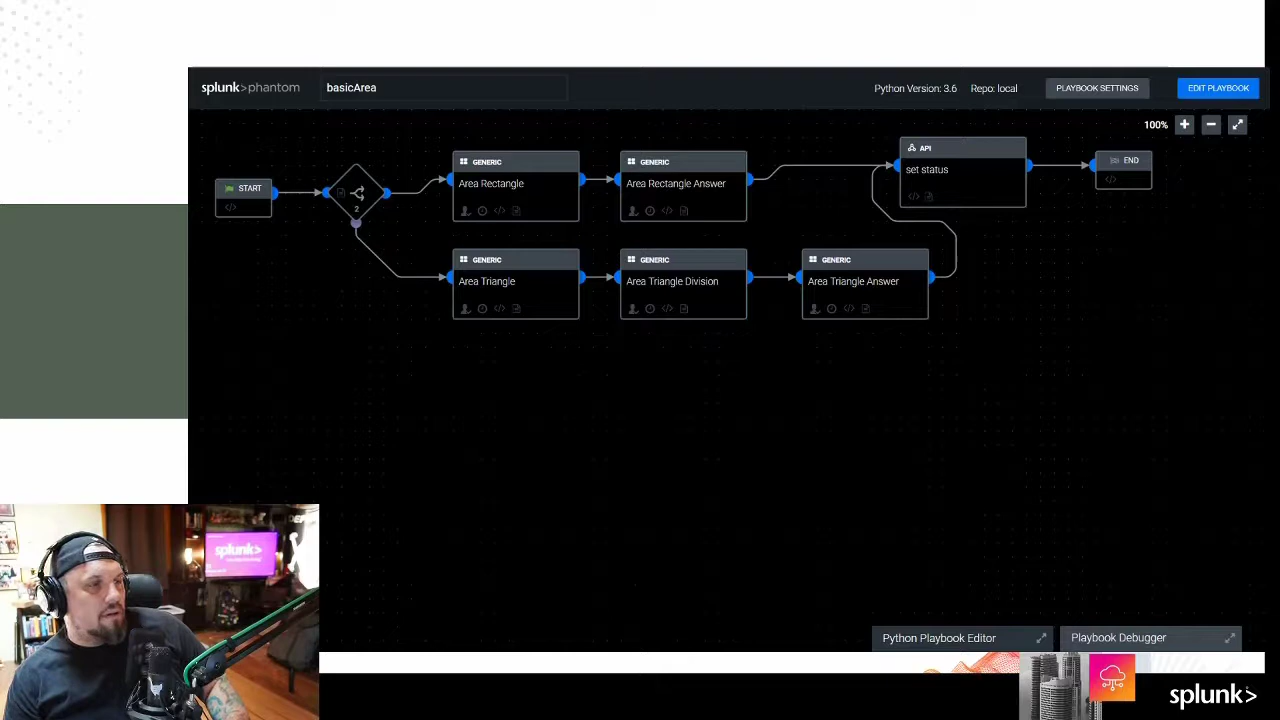 splunk>phantom
basicArea
Python Version: 3.6
Repo: local
PLAYBOOK SETTINGS
EDIT PLAYBOOK
100%
START
2
GENERIC
Area Rectangle
GENERIC
Area Rectangle Answer
API
set status
END
GENERIC
Area Triangle
GENERIC
Area Triangle Division
GENERIC
Area Triangle Answer
splunk>
Python Playbook Editor
Playbook Debugger
splunk>